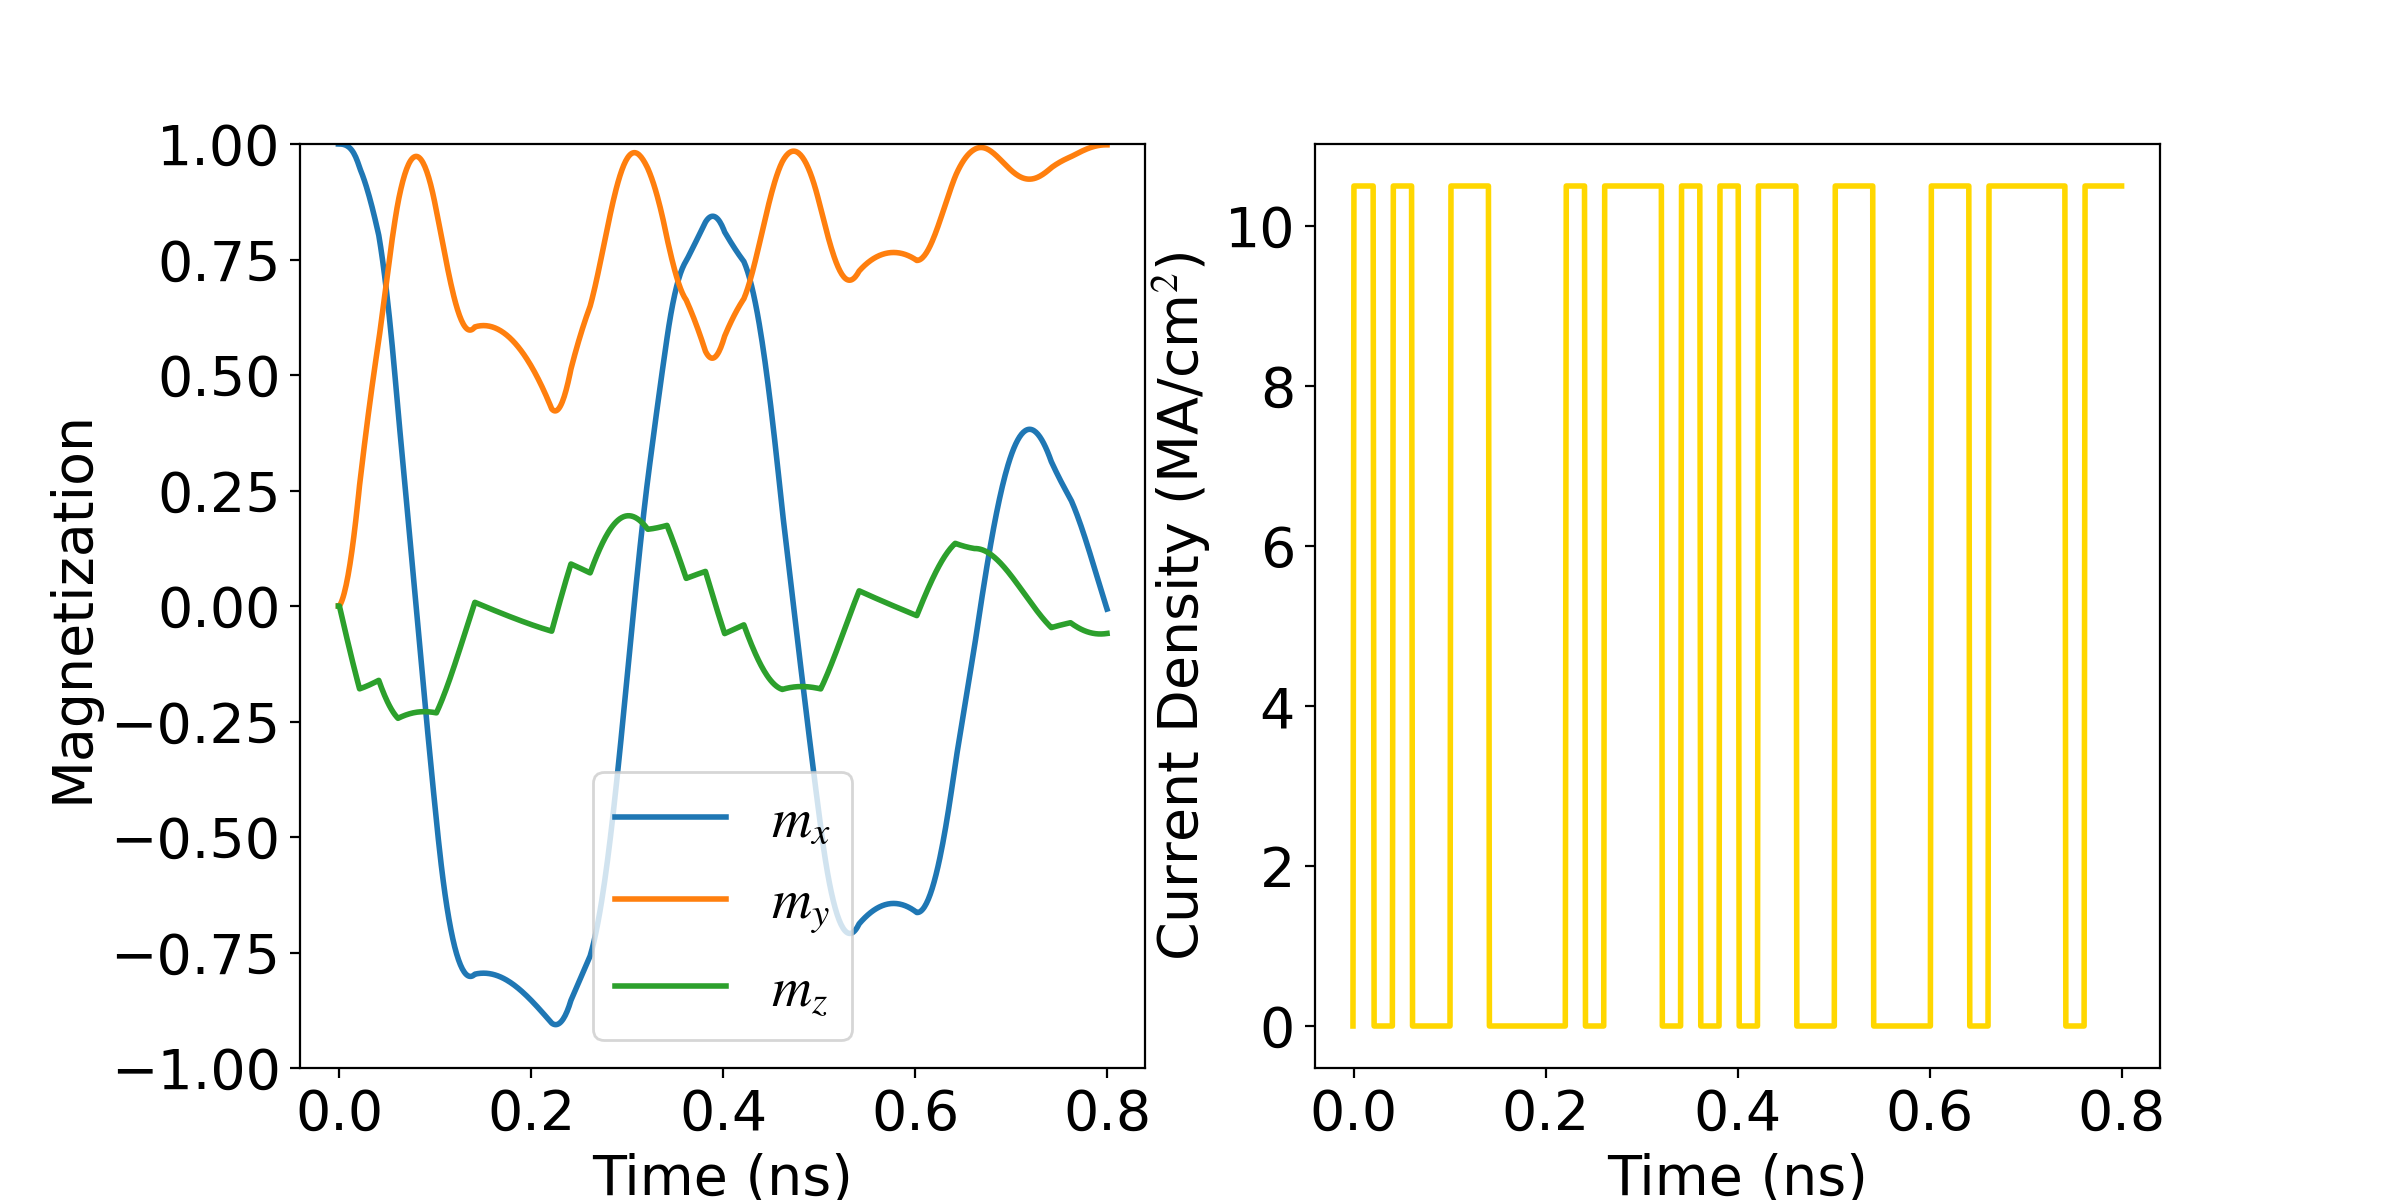 Magnetization
1.00
0.75
0.50
0.25
0.00
−0.25
−0.50
−0.75
−1.00
0.0 0.2 0.4 0.6 0.8
Time (ns)
m_x
m_y
m_z
Current Density (MA/cm²)
10
8
6
4
2
0
0.0 0.2 0.4 0.6 0.8
Time (ns)